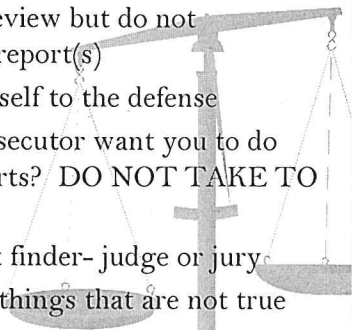 eview but do not
report(s)
self to the defense
secutor want you to do
rts? DO NOT TAKE TO
finder- judge or jury
things that are not true